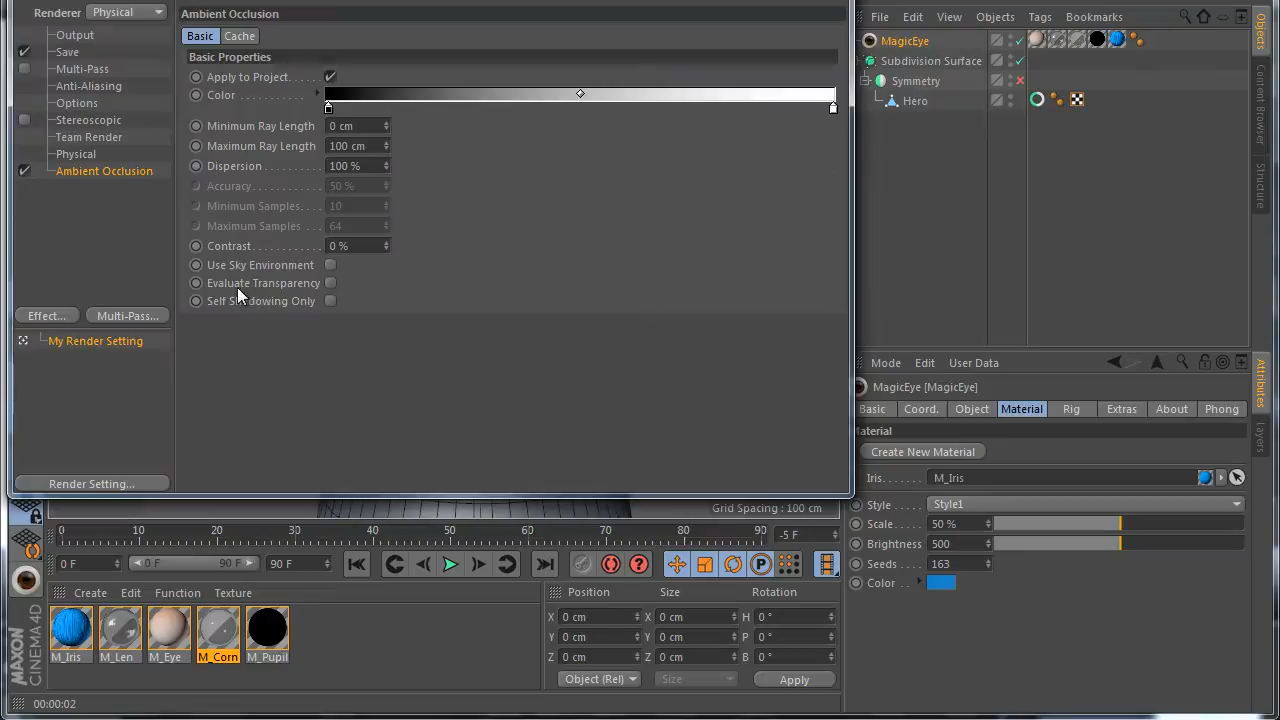 Renderer Physical
Output
Save
Multi-Pass
Anti-Aliasing
Options
Stereoscopic
Team Render
Physical
Ambient Occlusion
Effect...
Multi-Pass...
My Render Setting
Render Setting...
Ambient Occlusion
Basic Cache
Basic Properties
Apply to Project. . . . . .
Color . . . . . . . . . . .
Minimum Ray Length 0 cm
Maximum Ray Length 100 cm
Dispersion . . . . . . . . . . 100 %
Accuracy. . . . . . . . . . . 50 %
Minimum Samples. . . . 10
Maximum Samples . . . 64
Contrast. . . . . . . . . . . . 0 %
Use Sky Environment
Evaluate Transparency
Self Shadowing Only
File Edit View Objects Tags Bookmarks
MagicEye
Subdivision Surface
Symmetry
Hero
Objects
Content Browser
Structure
Mode Edit User Data
MagicEye [MagicEye]
Basic Coord. Object Material Rig Extras About Phong
Material
Create New Material
Iris. . . . . . . M_Iris
Style . . . . . . Style1
Scale . . . . . . 50 %
Brightness 500
Seeds . . . . . 163
Color . .
Attributes
Layers
Grid Spacing : 100 cm
0 10 20 30 40 50 60 70 80 90 -5 F
0 F 0 F 90 F 90 F
Create Edit Function Texture
M_Iris M_Len M_Eye M_Corn M_Pupil
Position Size Rotation
X 0 cm X 0 cm H 0 °
Y 0 cm Y 0 cm P 0 °
Z 0 cm Z 0 cm B 0 °
Object (Rel) Size Apply
MAXON CINEMA 4D
00:00:02